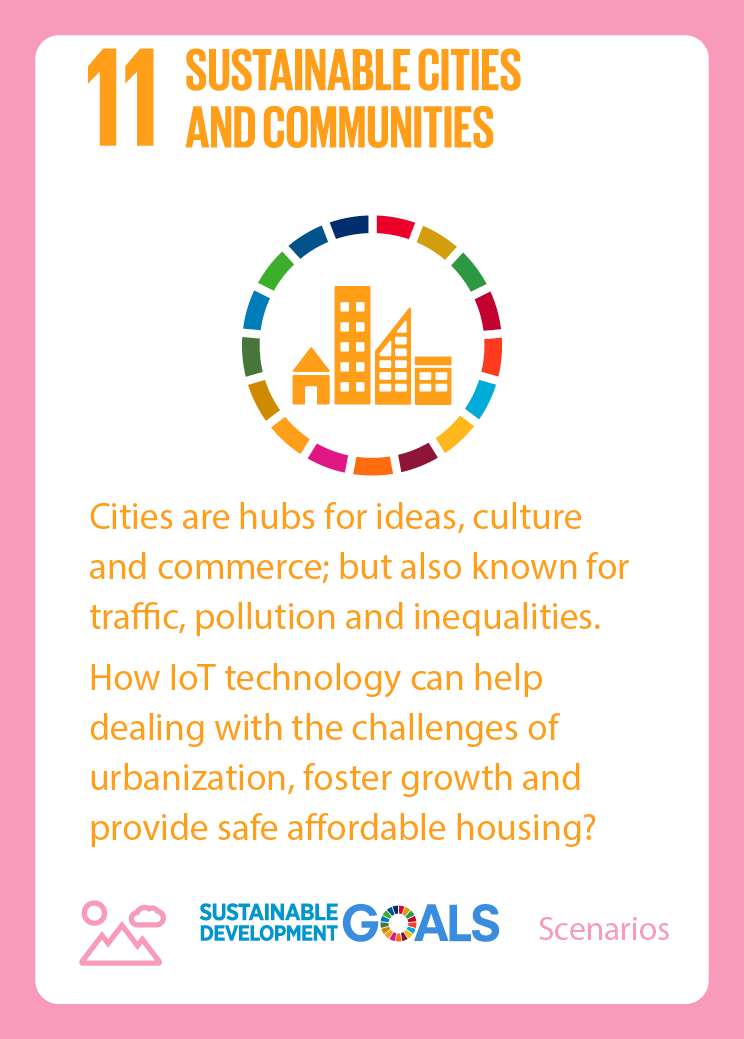 11 SUSTAINABLE CITIES
AND COMMUNITIES
Cities are hubs for ideas, culture
and commerce; but also known for
traffic, pollution and inequalities.
How IoT technology can help
dealing with the challenges of
urbanization, foster growth and
provide safe affordable housing?
SUSTAINABLE
DEVELOPMENT
GOALS
Scenarios